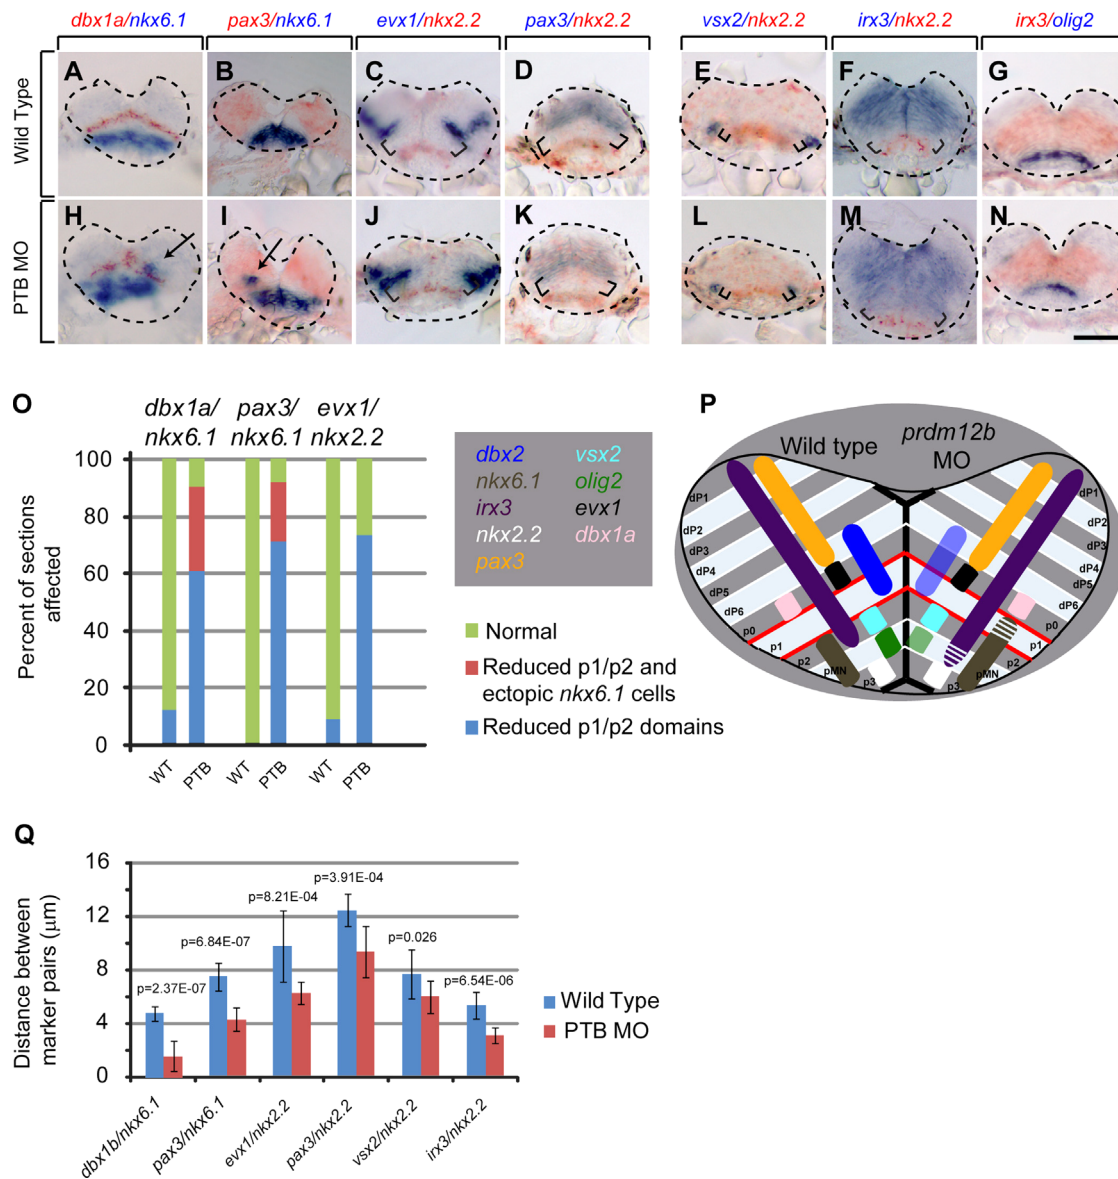 dbx1a/nkx6.1 pax3/nkx6.1 evx1/nkx2.2 pax3/nkx2.2 vsx2/nkx2.2 irx3/nkx2.2 irx3/olig2
Wild Type
A B C D E F G
PTB MO
H I J K L M N
O
dbx1a/ pax3/ evx1/
nkx6.1 nkx6.1 nkx2.2
Percent of sections
affected
100
80
60
40
20
0
WT PTB WT PTB WT PTB
dbx2 vsx2
nkx6.1 olig2
irx3 evx1
nkx2.2 dbx1a
pax3
Normal
Reduced p1/p2 and
ectopic nkx6.1 cells
Reduced p1/p2 domains
P
Wild type prdm12b
MO
dP1 dP1
dP2 dP2
dP3 dP3
dP4 dP4
dP5 dP5
dP6 dP6
p0 p0
p1 p1
p2 p2
pMN pMN
p3 p3
Q
Distance between
marker pairs (μm)
16
12
8
4
0
p=2.37E-07
p=6.84E-07
p=8.21E-04
p=3.91E-04
p=0.026
p=6.54E-06
dbx1b/nkx6.1 pax3/nkx6.1 evx1/nkx2.2 pax3/nkx2.2 vsx2/nkx2.2 irx3/nkx2.2
Wild Type
PTB MO